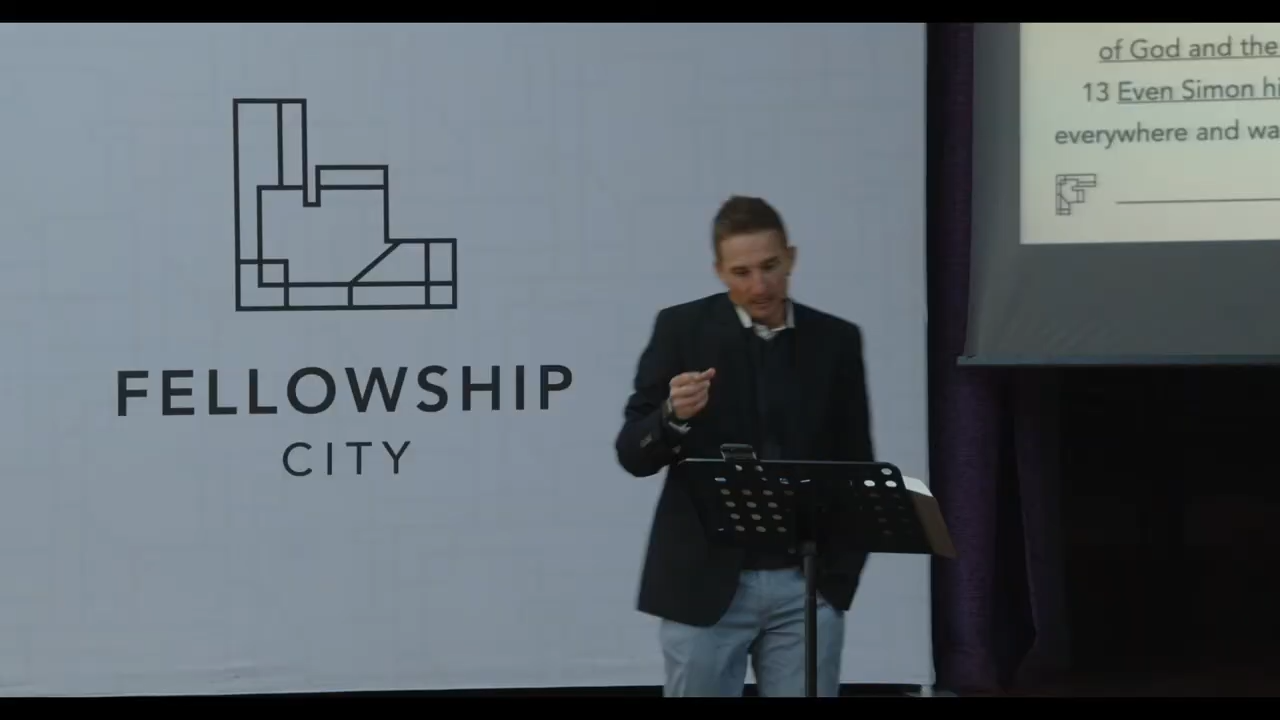 FELLOWSHIP
CITY
of God and the
13 Even Simon hi
everywhere and wa